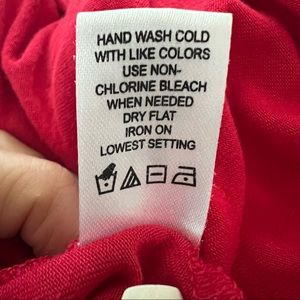 HAND WASH COLD
WITH LIKE COLORS
USE NON-
CHLORINE BLEACH
WHEN NEEDED
DRY FLAT
IRON ON
LOWEST SETTING